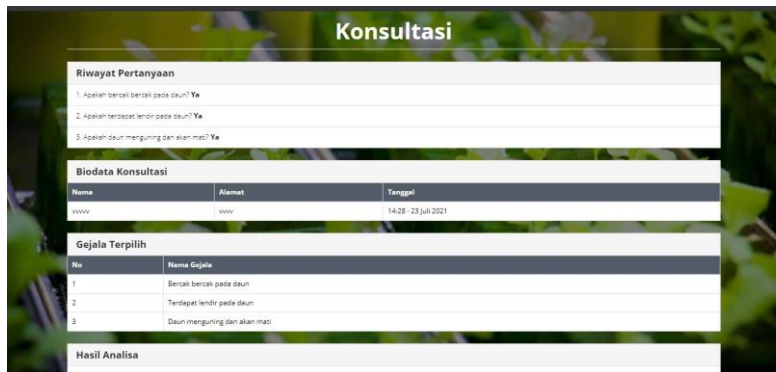 Konsultasi
Riwayat Pertanyaan
1. Apakah bercak bercak pada daun? Ya
2. Apakah terdapat lendir pada daun? Ya
3. Apakah daun menguning dan akan mati? Ya
Biodata Konsultasi
Nama Alamat Tanggal
vvvvv vvvv 14:28 - 23 Juli 2021
Gejala Terpilih
No Nama Gejala
1 Bercak bercak pada daun
2 Terdapat lendir pada daun
3 Daun menguning dan akan mati
Hasil Analisa